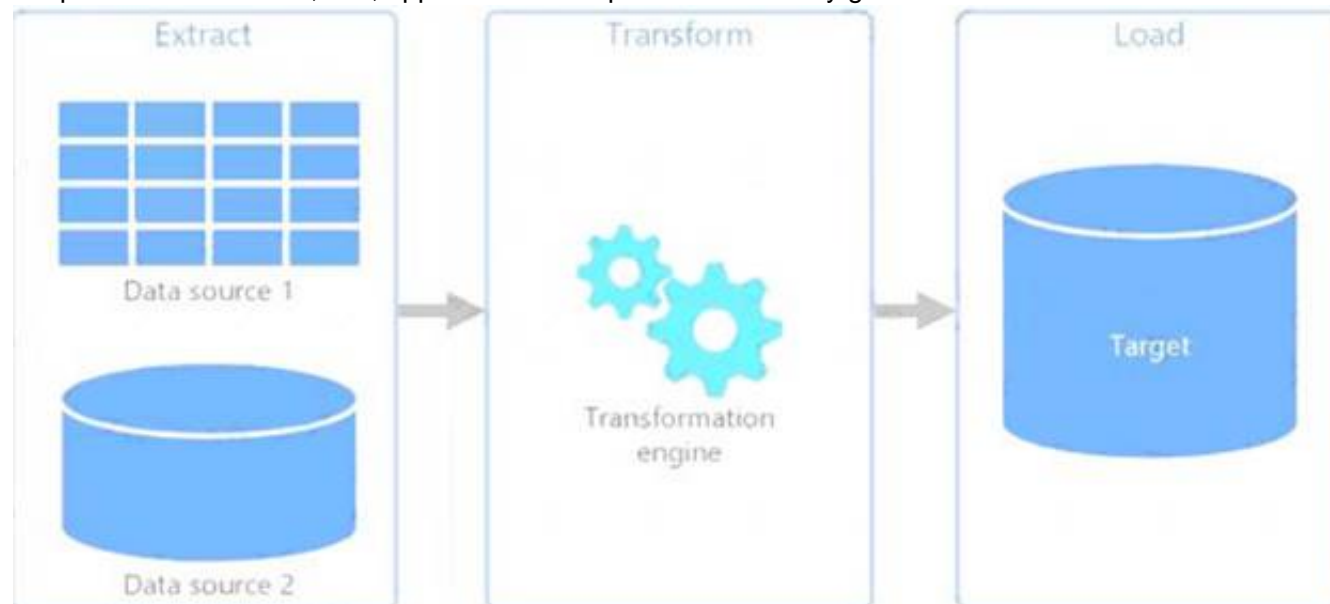 Extract
Transform
Load
Data source 1
Target
Transformation
engine
Data source 2